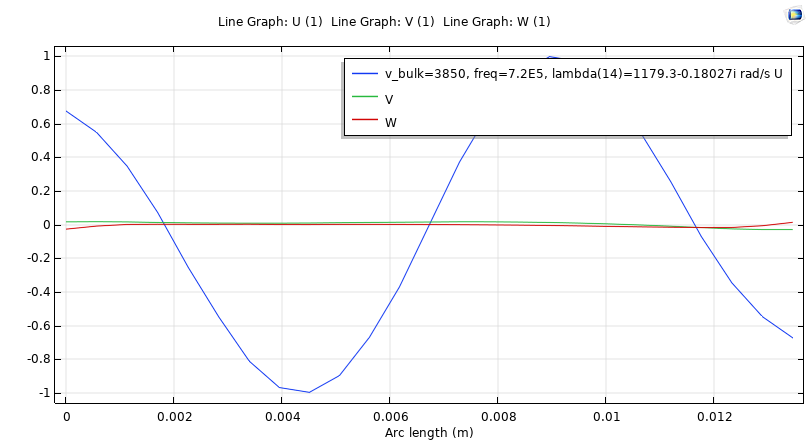 Line Graph: U (1) Line Graph: V (1) Line Graph: W (1)
v_bulk=3850, freq=7.2E5, lambda(14)=1179.3-0.18027i rad/s U
V
W
1
0.8
0.6
0.4
0.2
0
-0.2
-0.4
-0.6
-0.8
-1
0 0.002 0.004 0.006 0.008 0.01 0.012
Arc length (m)